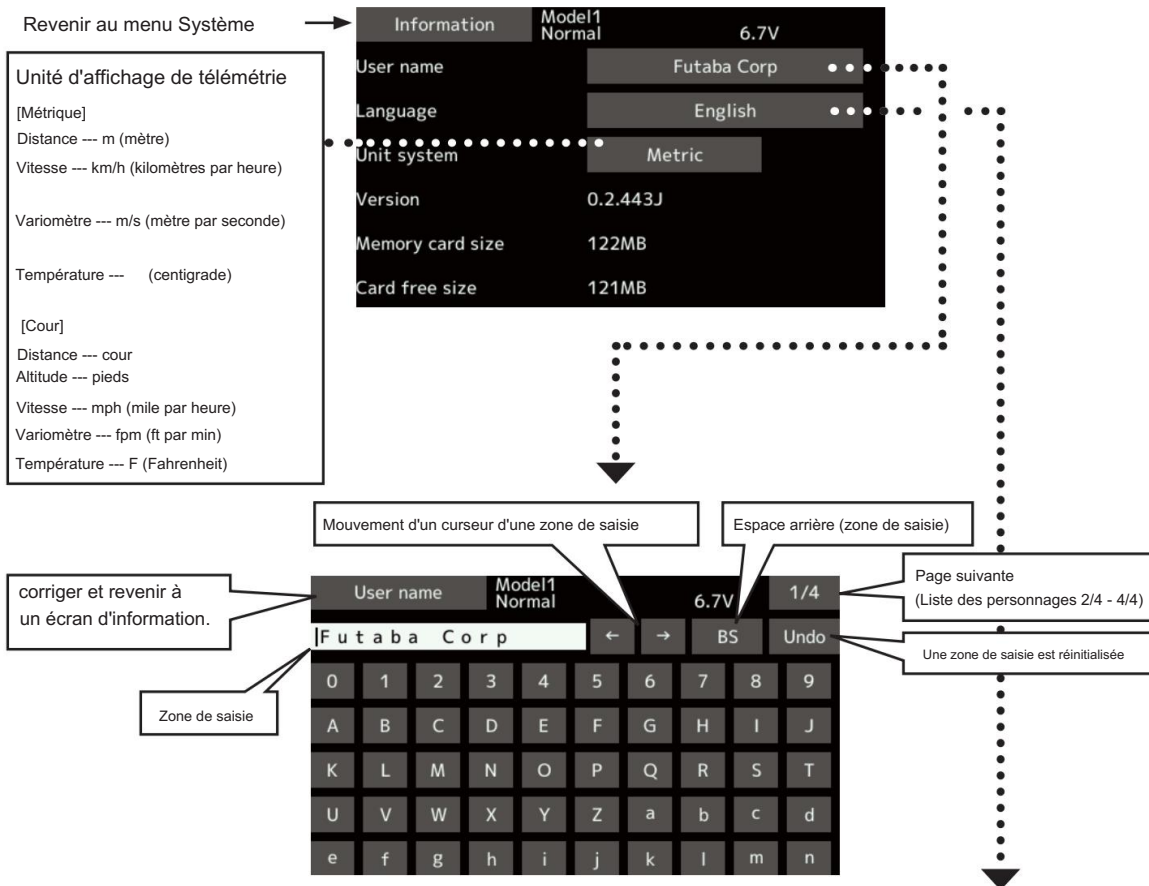 Revenir au menu Système
Information
Model1
Normal
6.7V
User name
Futaba Corp
Language
English
Unit system
Metric
Version
0.2.443J
Memory card size
122MB
Card free size
121MB
Unité d'affichage de télémétrie
[Métrique]
Distance --- m (mètre)
Vitesse --- km/h (kilomètres par heure)
Variomètre --- m/s (mètre par seconde)
Température --- (centigrade)
[Cour]
Distance --- cour
Altitude --- pieds
Vitesse --- mph (mile par heure)
Variomètre --- fpm (ft par min)
Température --- F (Fahrenheit)
Mouvement d'un curseur d'une zone de saisie
Espace arrière (zone de saisie)
corriger et revenir à
un écran d'information.
Page suivante
(Liste des personnages 2/4 - 4/4)
Une zone de saisie est réinitialisée
Zone de saisie
User name
Model1
Normal
6.7V
1/4
Futaba Corp
← → BS Undo
0 1 2 3 4 5 6 7 8 9
A B C D E F G H I J
K L M N O P Q R S T
U V W X Y Z a b c d
e f g h i j k l m n